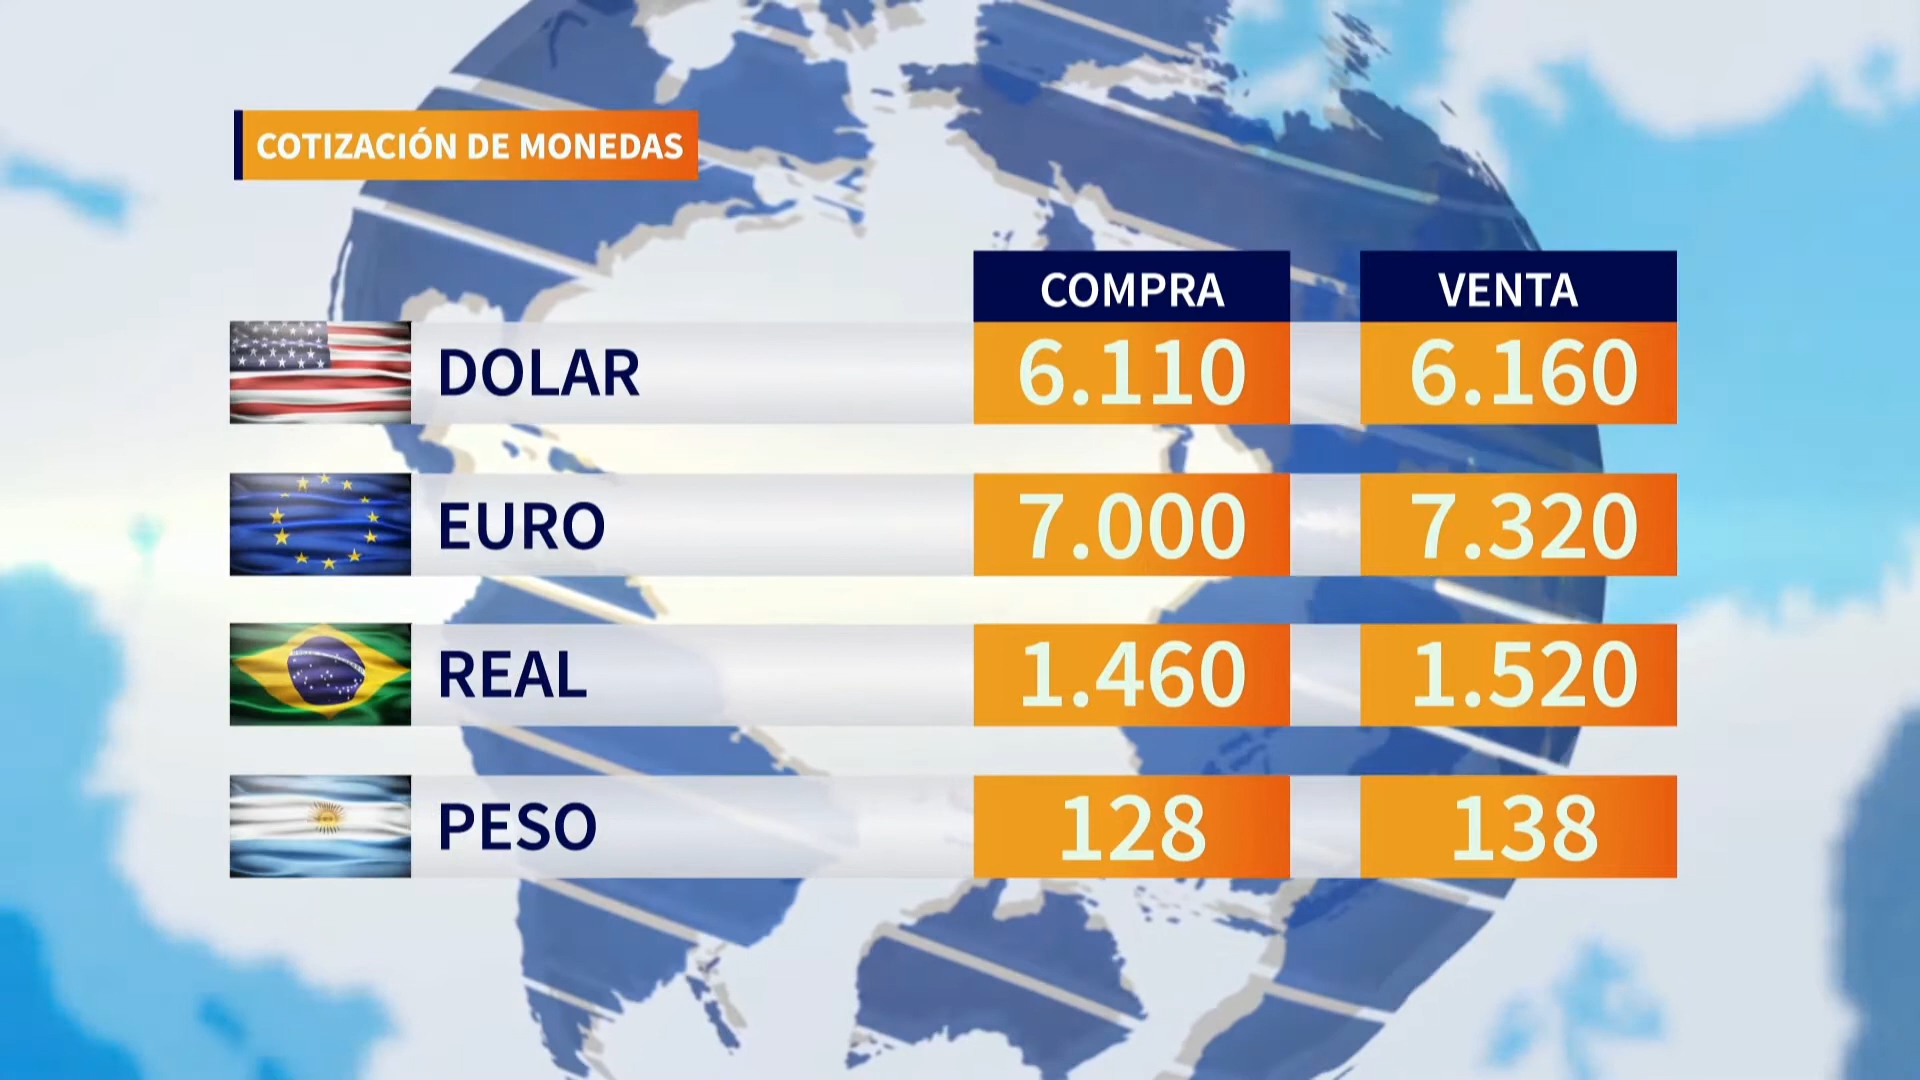 COTIZACIÓN DE MONEDAS
COMPRA VENTA
DOLAR 6.110 6.160
EURO 7.000 7.320
REAL 1.460 1.520
PESO 128 138